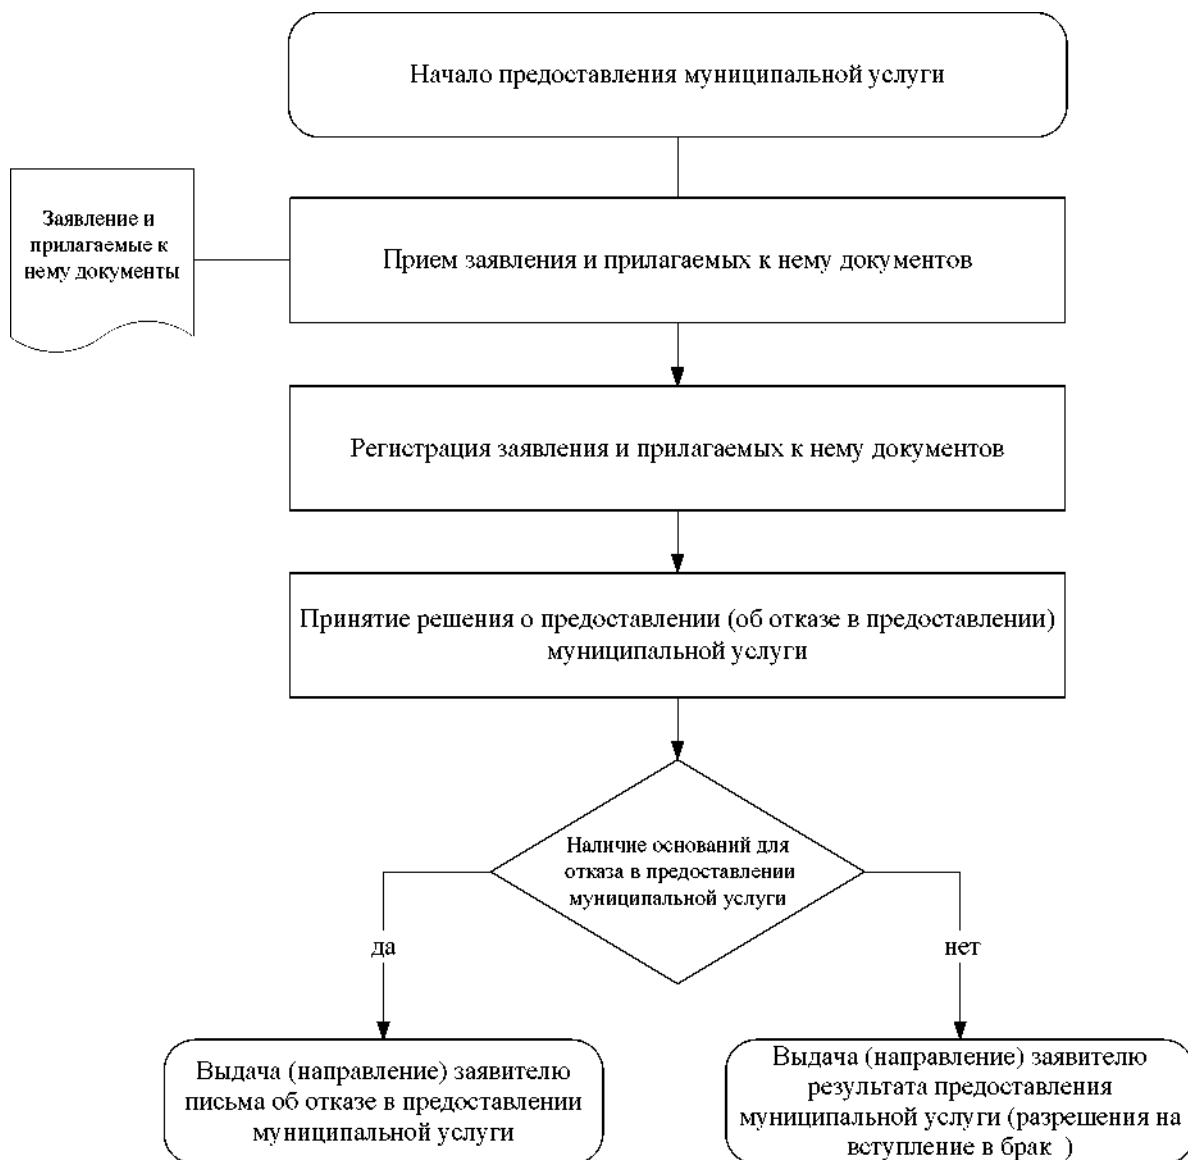 Начало предоставления муниципальной услуги
Заявление и
прилагаемые к
нему документы
Прием заявления и прилагаемых к нему документов
Регистрация заявления и прилагаемых к нему документов
Принятие решения о предоставлении (об отказе в предоставлении)
муниципальной услуги
Наличие оснований для
отказа в предоставлении
муниципальной услуги
да
нет
Выдача (направление) заявителю
письма об отказе в предоставлении
муниципальной услуги
Выдача (направление) заявителю
результата предоставления
муниципальной услуги (разрешения на
вступление в брак )